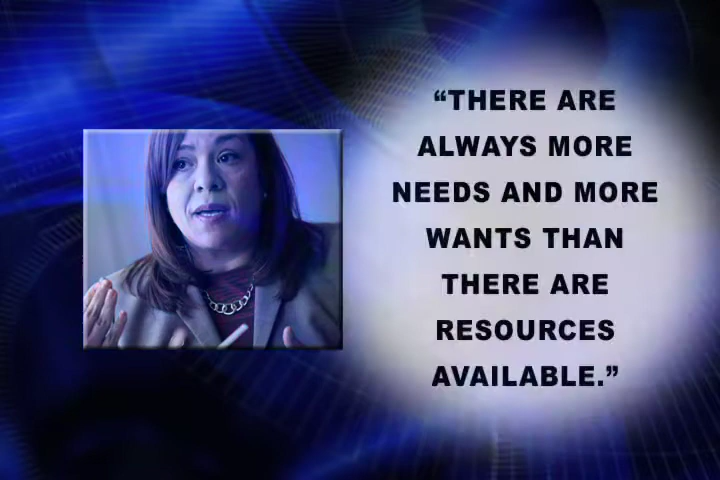 “THERE ARE
ALWAYS MORE
NEEDS AND MORE
WANTS THAN
THERE ARE
RESOURCES
AVAILABLE.”